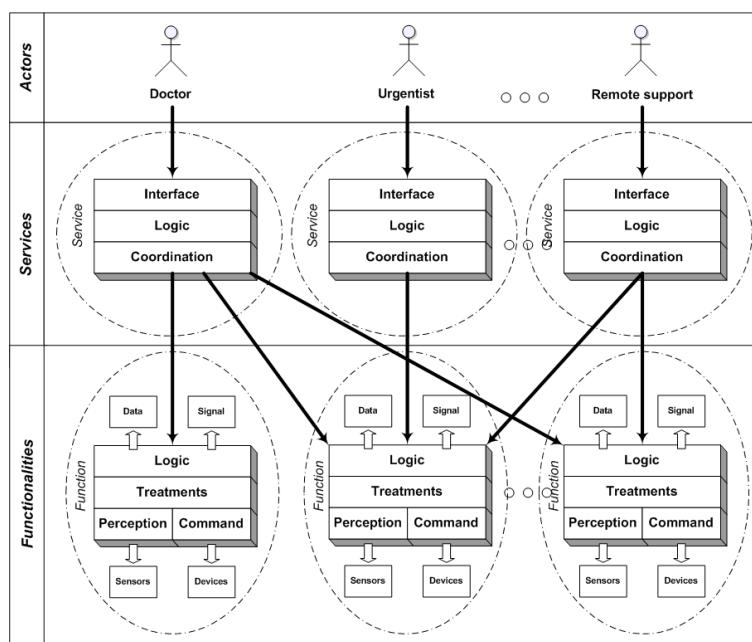 Actors
Doctor
Urgentist
Remote support
Services
Service
Interface
Logic
Coordination
Service
Interface
Logic
Coordination
Service
Interface
Logic
Coordination
Functionalities
Function
Data
Signal
Logic
Treatments
Perception
Command
Sensors
Devices
Function
Data
Signal
Logic
Treatments
Perception
Command
Sensors
Devices
Function
Data
Signal
Logic
Treatments
Perception
Command
Sensors
Devices